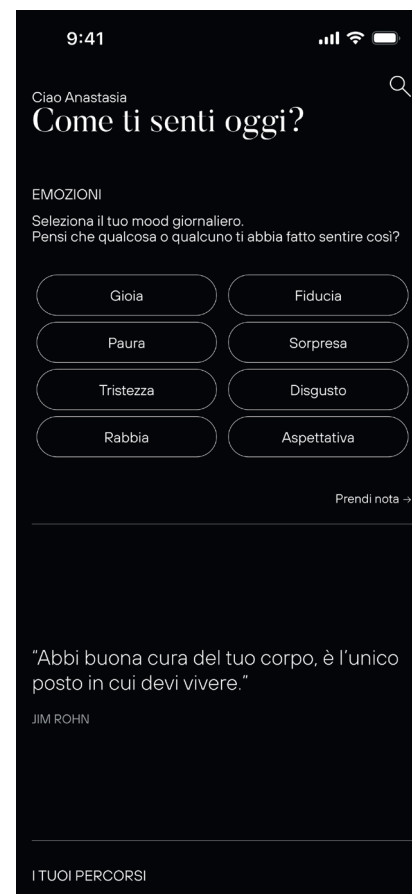 9:41
Ciao Anastasia
Come ti senti oggi?
EMOZIONI
Seleziona il tuo mood giornaliero.
Pensi che qualcosa o qualcuno ti abbia fatto sentire così?
Gioia
Fiducia
Paura
Sorpresa
Tristezza
Disgusto
Rabbia
Aspettativa
Prendi nota →
“Abbi buona cura del tuo corpo, è l’unico
posto in cui devi vivere.”
JIM ROHN
I TUOI PERCORSI